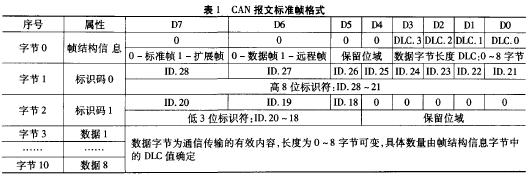 表 1 CAN 报文标准帧格式
序号 属性 D7 D6 D5 D4 D3 D2 D1 D0
字节 0 帧结构信息 0 0 0 0 DLC.3 DLC.2 DLC.1 DLC.0
0-标准帧 1-扩展帧 0-数据帧 1-远程帧 保留位域 数据字节长度 DLC:0~8 字节
字节 1 标识码 0 ID.28 ID.27 ID.26 ID.25 ID.24 ID.23 ID.22 ID.21
高 8 位标识符:ID.28~21
字节 2 标识码 1 ID.20 ID.19 ID.18 0 0 0 0 0
低 3 位标识符:ID.20~18 保留位域
字节 3 数据 1
…… ……
字节 10 数据 8
数据字节为通信传输的有效内容,长度为 0~8 字节可变,具体数量由帧结构信息字节中
的 DLC 值确定